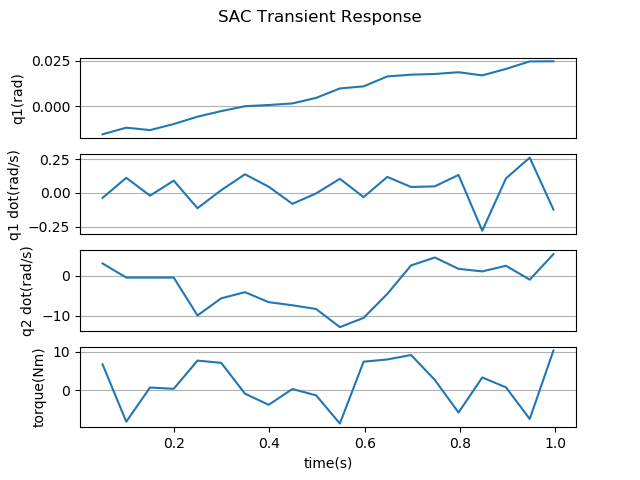 SAC Transient Response
0.025
0.000
q1(rad)
0.25
0.00
−0.25
q1 dot(rad/s)
0
−10
q2 dot(rad/s)
10
0
torque(Nm)
0.2 0.4 0.6 0.8 1.0
time(s)